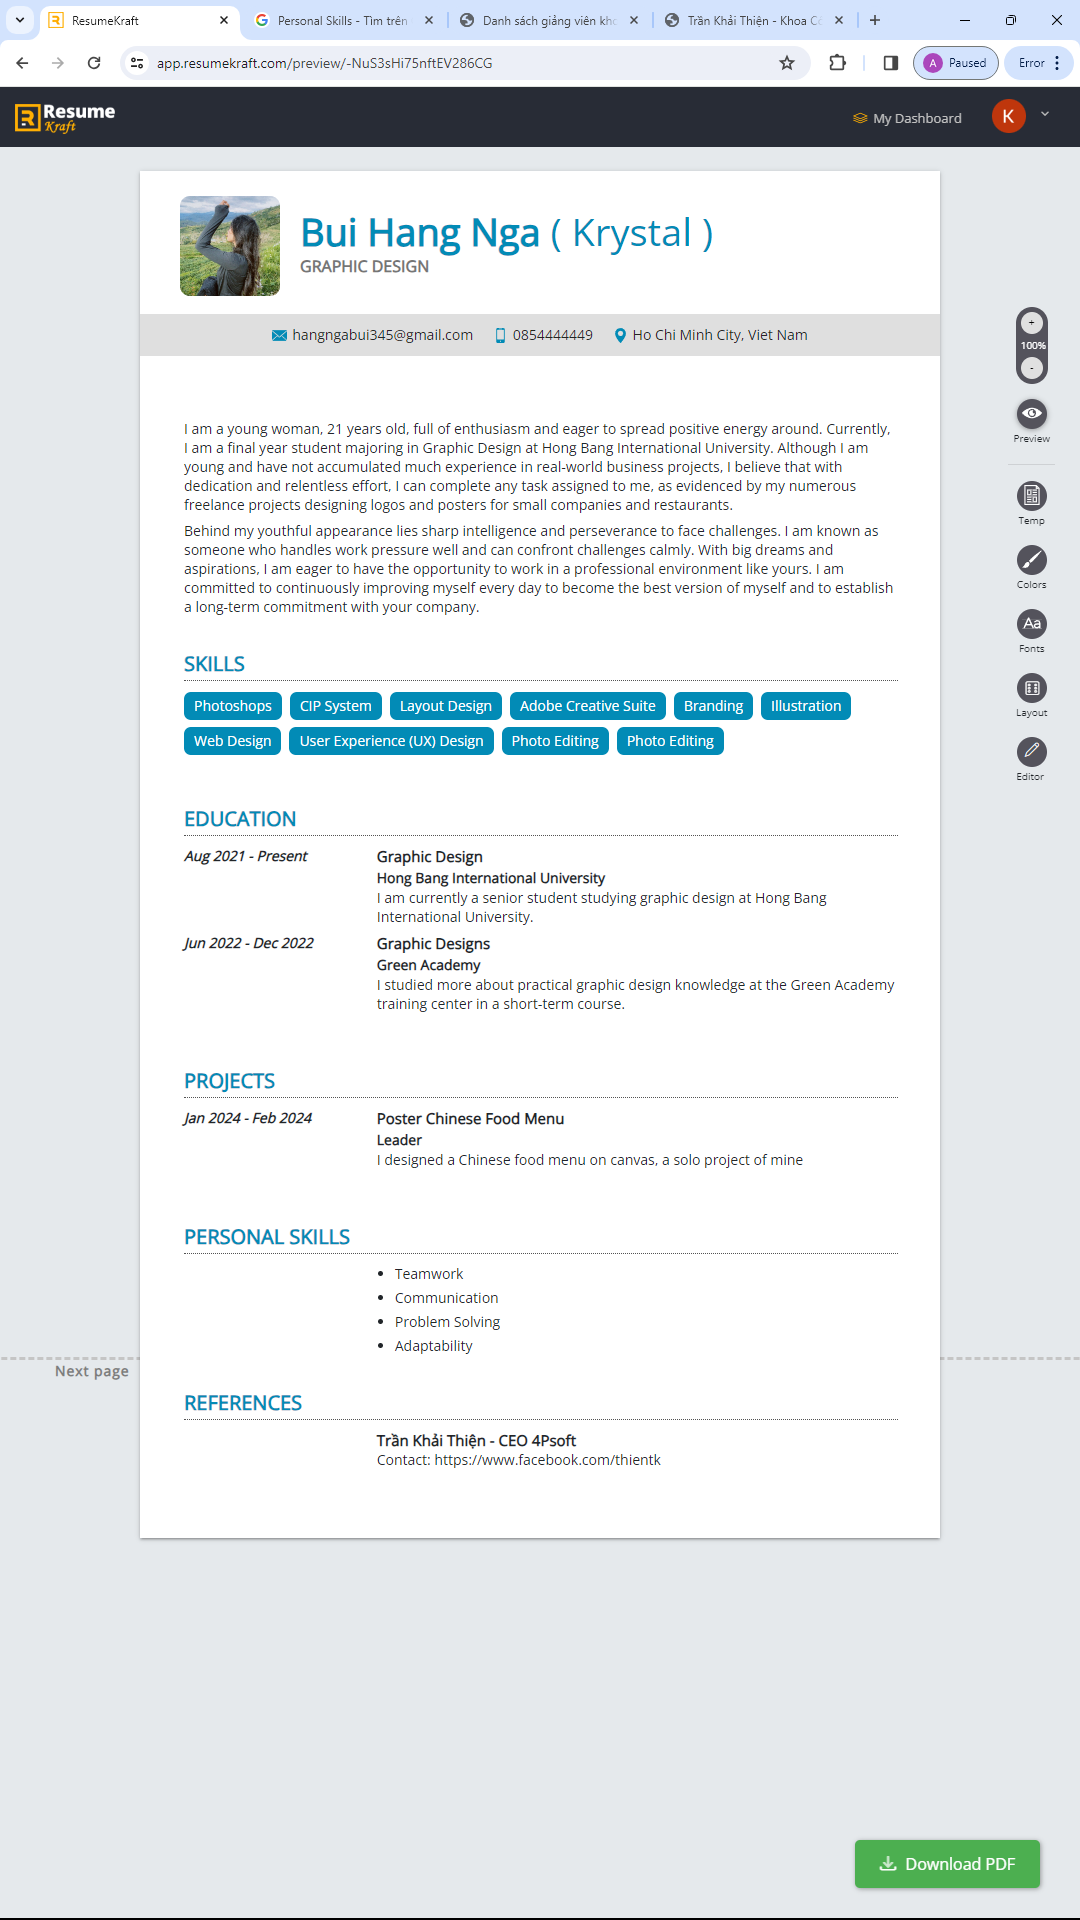 ResumeKraft
Personal Skills - Tìm trên
Danh sách giảng viên kho
Trần Khải Thiện - Khoa Cô
app.resumekraft.com/preview/-NuS3sHi75nftEV286CG
A
Paused
Error
Resume
Kraft
My Dashboard
K
Bui Hang Nga ( Krystal )
GRAPHIC DESIGN
hangngabui345@gmail.com
0854444449
Ho Chi Minh City, Viet Nam
+
100%
-
Preview
Temp
Colors
Aa
Fonts
Layout
Editor
I am a young woman, 21 years old, full of enthusiasm and eager to spread positive energy around. Currently,
I am a final year student majoring in Graphic Design at Hong Bang International University. Although I am
young and have not accumulated much experience in real-world business projects, I believe that with
dedication and relentless effort, I can complete any task assigned to me, as evidenced by my numerous
freelance projects designing logos and posters for small companies and restaurants.
Behind my youthful appearance lies sharp intelligence and perseverance to face challenges. I am known as
someone who handles work pressure well and can confront challenges calmly. With big dreams and
aspirations, I am eager to have the opportunity to work in a professional environment like yours. I am
committed to continuously improving myself every day to become the best version of myself and to establish
a long-term commitment with your company.
SKILLS
Photoshops CIP System Layout Design Adobe Creative Suite Branding Illustration
Web Design User Experience (UX) Design Photo Editing Photo Editing
EDUCATION
Aug 2021 - Present
Graphic Design
Hong Bang International University
I am currently a senior student studying graphic design at Hong Bang
International University.
Jun 2022 - Dec 2022
Graphic Designs
Green Academy
I studied more about practical graphic design knowledge at the Green Academy
training center in a short-term course.
PROJECTS
Jan 2024 - Feb 2024
Poster Chinese Food Menu
Leader
I designed a Chinese food menu on canvas, a solo project of mine
PERSONAL SKILLS
Teamwork
Communication
Problem Solving
Adaptability
Next page
REFERENCES
Trần Khải Thiện - CEO 4Psoft
Contact: https://www.facebook.com/thientk
Download PDF